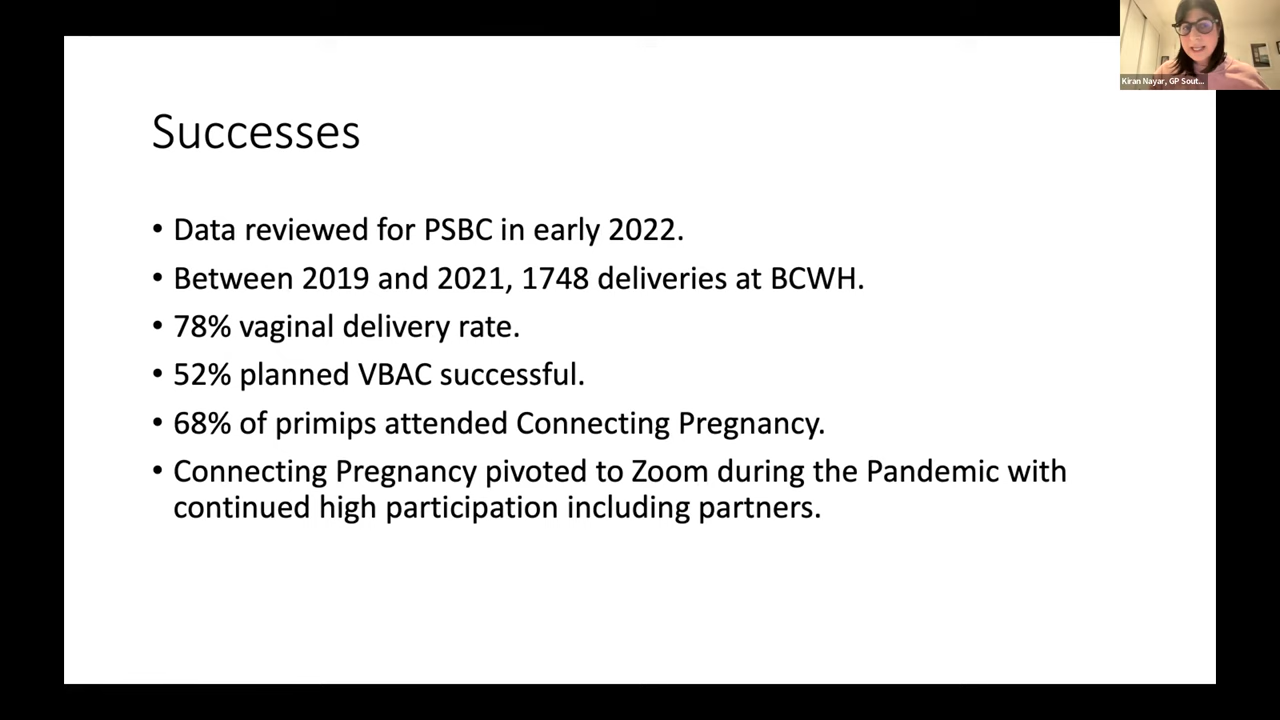 Kiran Nayar, GP Sout...
Successes
• Data reviewed for PSBC in early 2022.
• Between 2019 and 2021, 1748 deliveries at BCWH.
• 78% vaginal delivery rate.
• 52% planned VBAC successful.
• 68% of primips attended Connecting Pregnancy.
• Connecting Pregnancy pivoted to Zoom during the Pandemic with
continued high participation including partners.